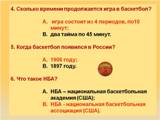 4. Сколько времени продолжается игра в баскетбол?
А. игра состоит из 4 периодов, по10
минут;
В. два тайма по 45 минут.
5. Когда баскетбол появился в России?
А. 1906 году;
В. 1897 году.
6. Что такое НБА?
А. НБА – национальная баскетбольная
академия (США);
В. НБА - национальная баскетбольная
ассоциация (США).